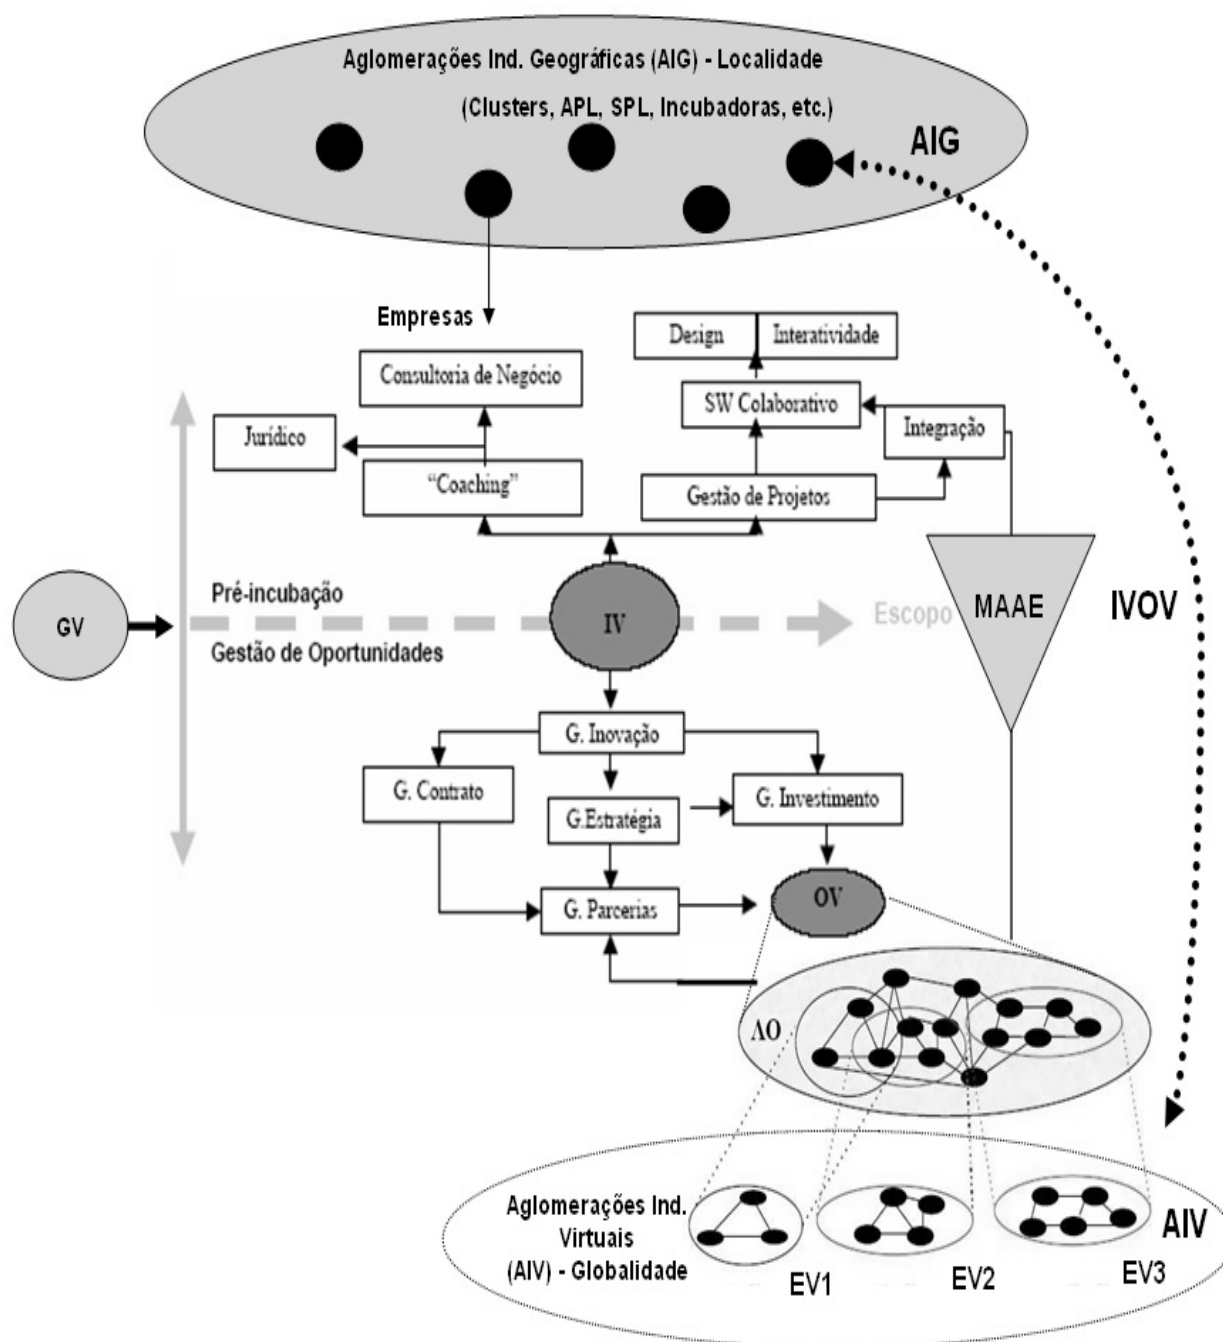 Aglomerações Ind. Geográficas (AIG) - Localidade
(Clusters, APL, SPL, Incubadoras, etc.)
AIG
Empresas
Design
Interatividade
Consultoria de Negócio
SW Colaborativo
Jurídico
Integração
"Coaching"
Gestão de Projetos
Pré-incubação
GV
IV
Escopo
MAAE
IVOV
Gestão de Oportunidades
G. Inovação
G. Contrato
G.Estratégia
G. Investimento
G. Parcerias
OV
VO
Aglomerações Ind.
Virtuais
(AIV) - Globalidade
AIV
EV1
EV2
EV3